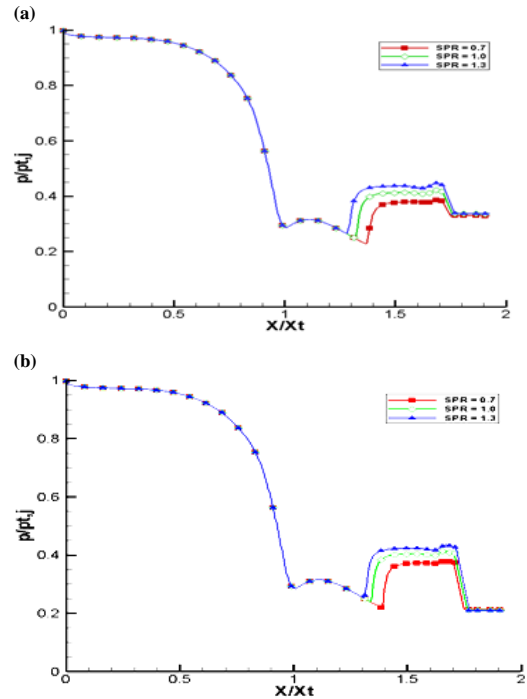 (a)
1
0.8
0.6
0.4
0.2
0
p/pt,j
SPR = 0.7
SPR = 1.0
SPR = 1.3
0 0.5 1 1.5 2
X/Xt
(b)
1
0.8
0.6
0.4
0.2
0
p/pt,j
SPR = 0.7
SPR = 1.0
SPR = 1.3
0 0.5 1 1.5 2
X/Xt